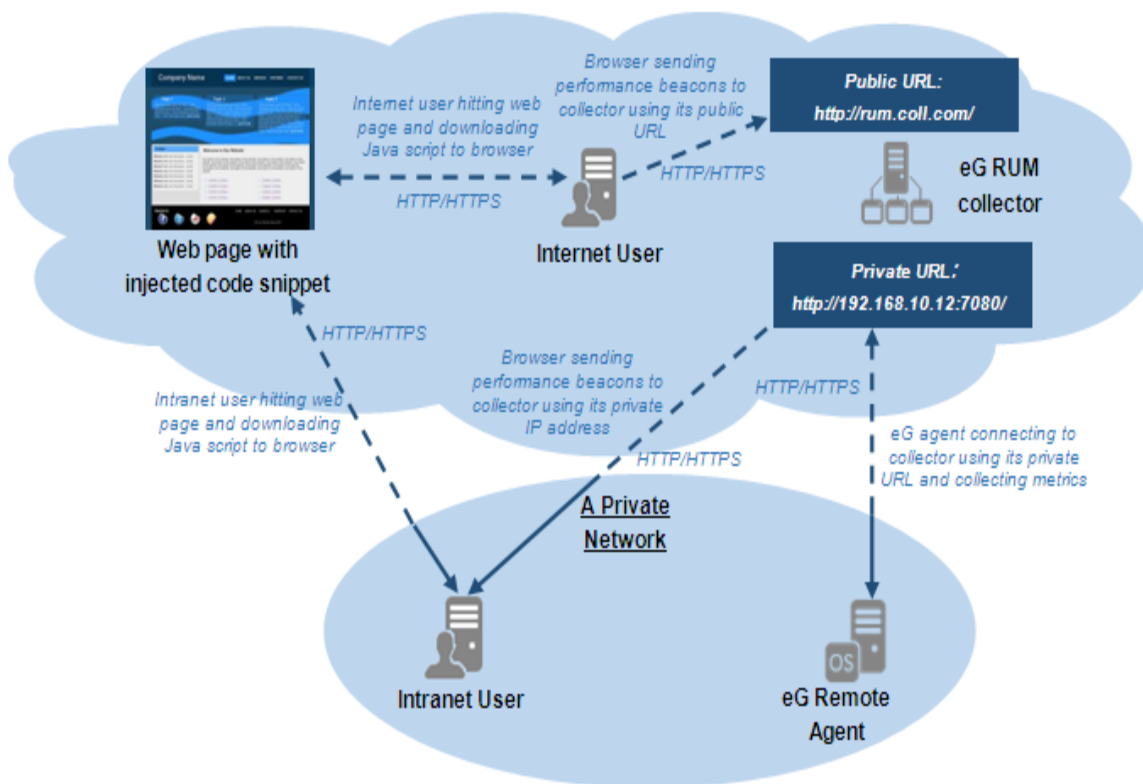 Company Name
Internet user hitting web
page and downloading
Java script to browser
HTTP/HTTPS
Browser sending
performance beacons to
collector using its public
URL
HTTP/HTTPS
Public URL:
http://rum.coll.com/
eG RUM
collector
Web page with
injected code snippet
Internet User
Private URL:
http://192.168.10.12:7080/
HTTP/HTTPS
Intranet user hitting web
page and downloading
Java script to browser
Browser sending
performance beacons to
collector using its private
IP address
HTTP/HTTPS
HTTP/HTTPS
eG agent connecting to
collector using its private
URL and collecting metrics
A Private
Network
Intranet User
OS
eG Remote
Agent